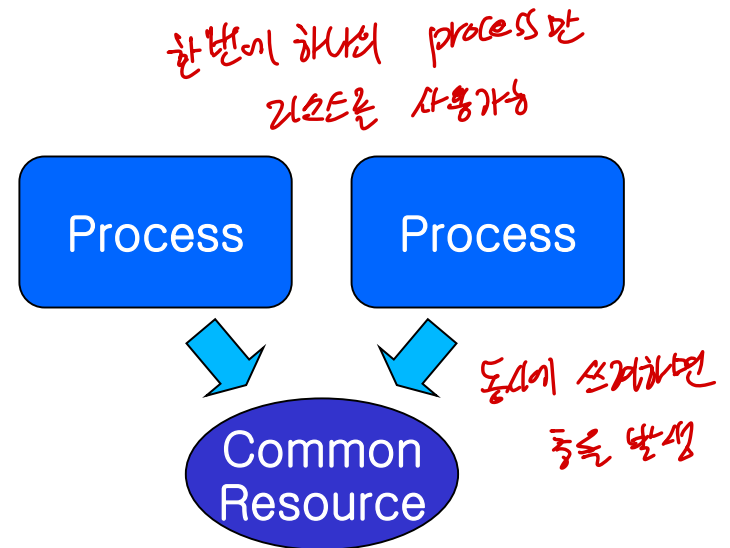 한번에 하나의 process만
리소스를 사용가능
Process
Process
동시에 쓰려하면
충돌 발생
Common
Resource